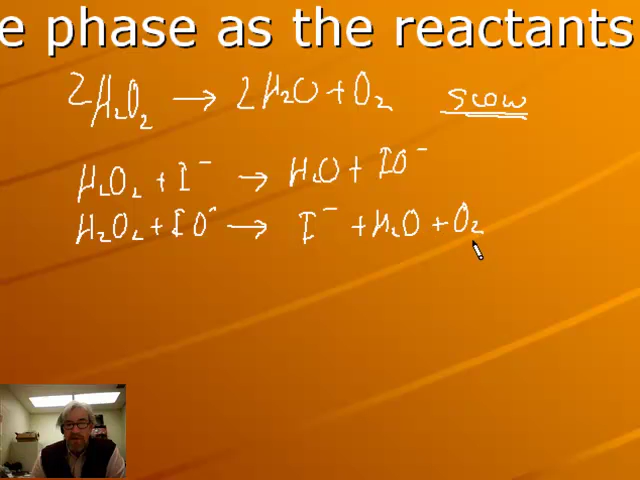 e phase as the reactants
2H₂O₂ → 2H₂O + O₂ slow
H₂O₂ + I⁻ → H₂O + IO⁻
H₂O₂ + IO⁻ → I⁻ + H₂O + O₂